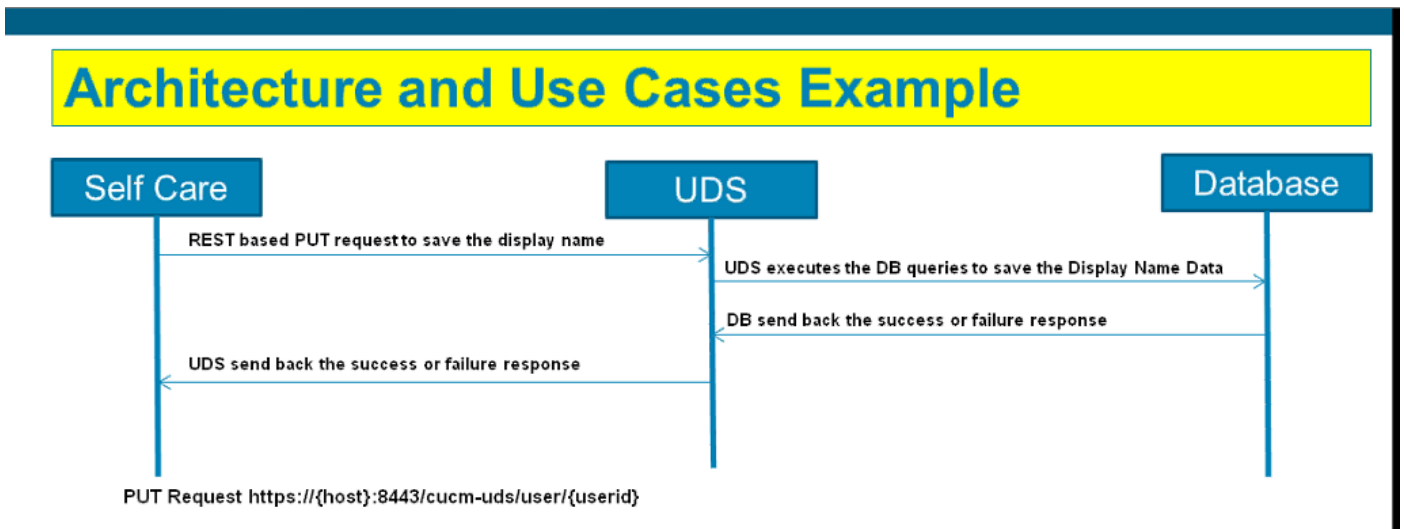 Architecture and Use Cases Example
Self Care
UDS
Database
REST based PUT request to save the display name
UDS executes the DB queries to save the Display Name Data
DB send back the success or failure response
UDS send back the success or failure response
PUT Request https://{host}:8443/cucm-uds/user/{userid}